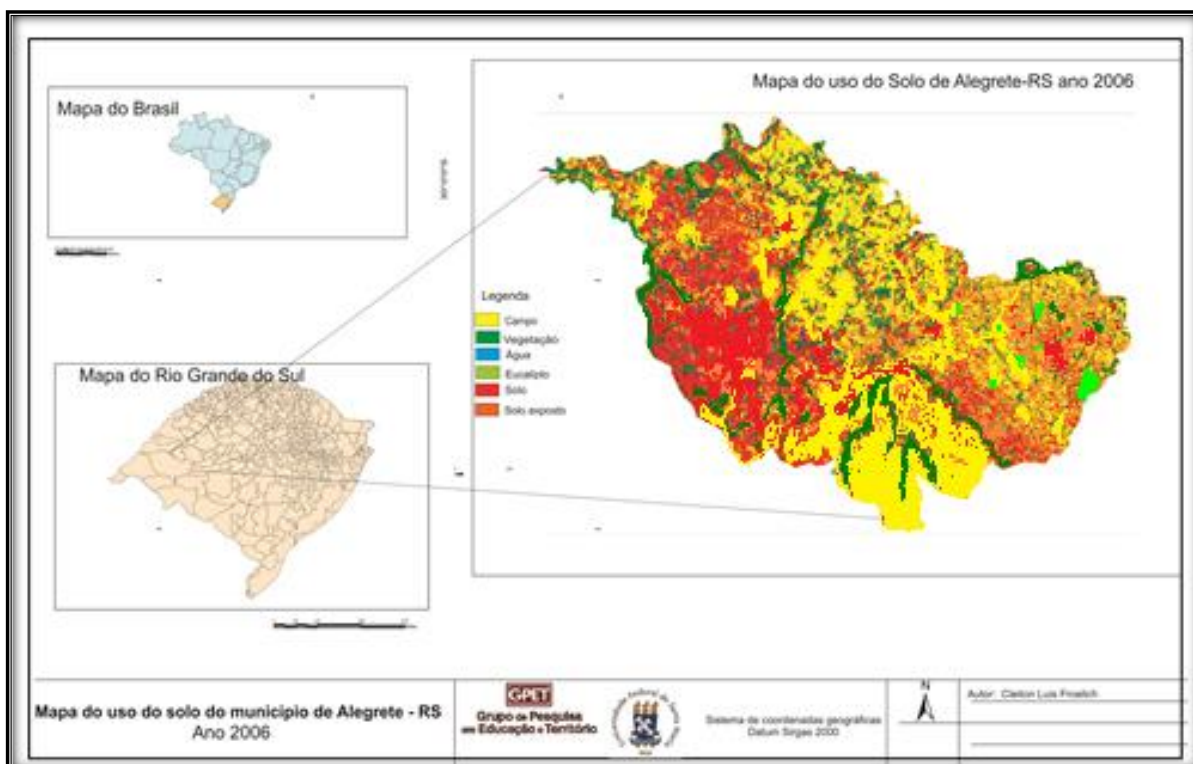 Mapa do Brasil
Mapa do uso do Solo de Alegrete-RS ano 2006
Legenda
Campo
Vegetação
Água
Eucalipto
Solo
Solo exposto
Mapa do Rio Grande do Sul
Mapa do uso do solo do município de Alegrete - RS
Ano 2006
GPET
Grupo de Pesquisa
em Educação e Território
Sistema de coordenadas geográficas
Datum Sirgas 2000
N
Autor: Cleiton Luis Froelich